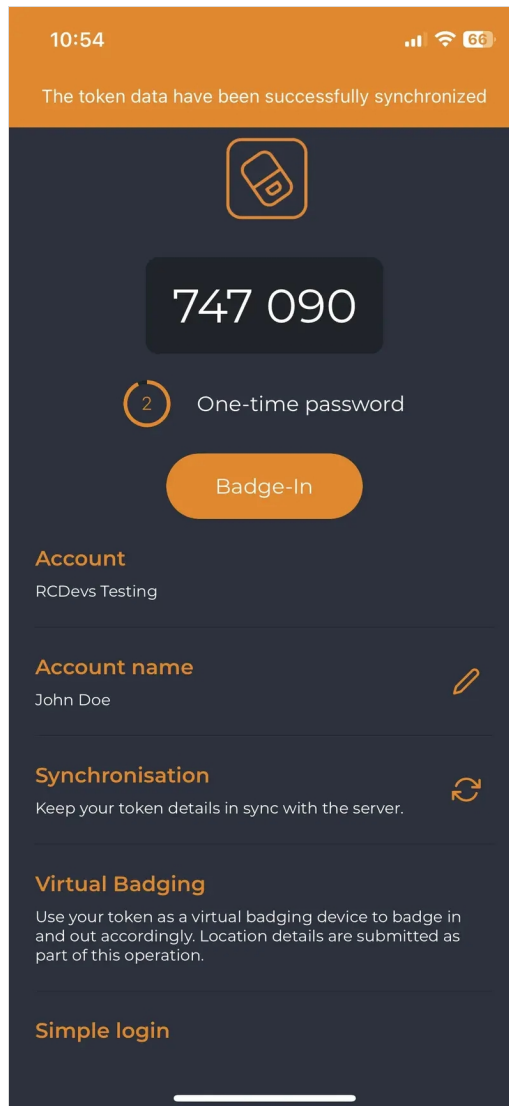 10:54
66
The token data have been successfully synchronized
747 090
2
One-time password
Badge-In
Account
RCDevs Testing
Account name
John Doe
Synchronisation
Keep your token details in sync with the server.
Virtual Badging
Use your token as a virtual badging device to badge in
and out accordingly. Location details are submitted as
part of this operation.
Simple login